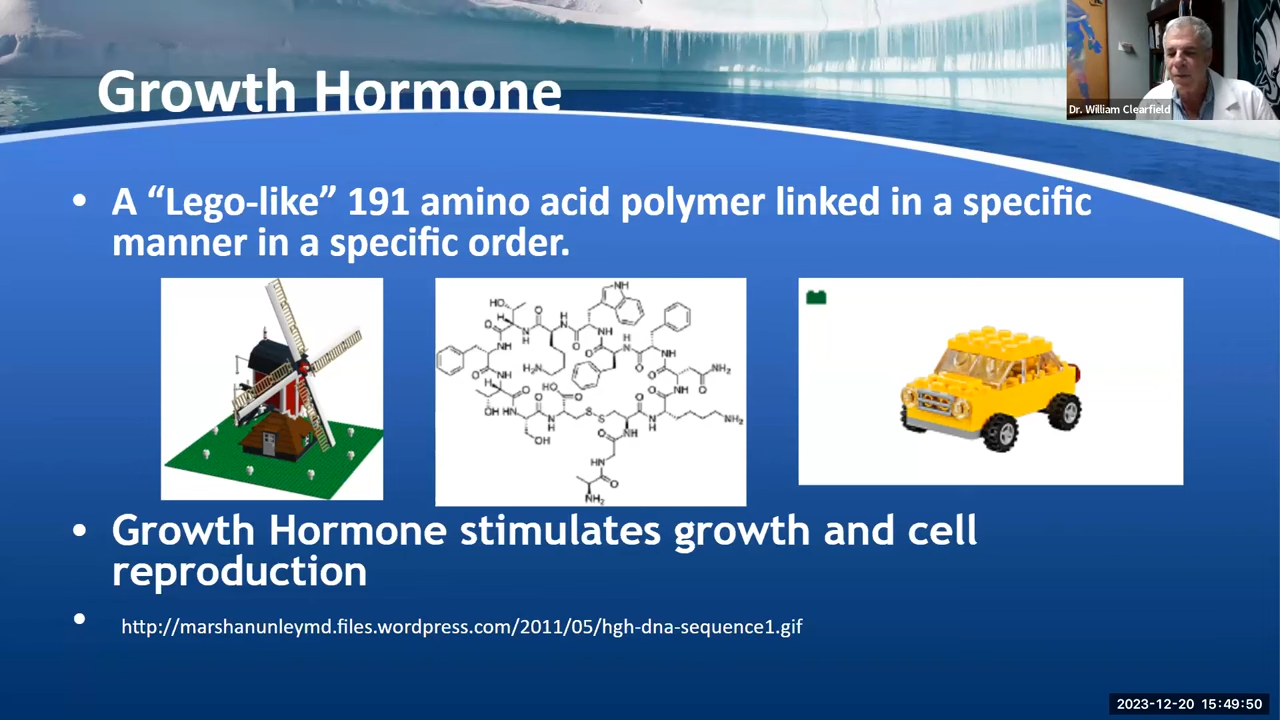 Growth Hormone
Dr. William Clearfield
• A “Lego-like” 191 amino acid polymer linked in a specific
manner in a specific order.
• Growth Hormone stimulates growth and cell
reproduction
• http://marshanunleymd.files.wordpress.com/2011/05/hgh-dna-sequence1.gif
2023-12-20 15:49:50